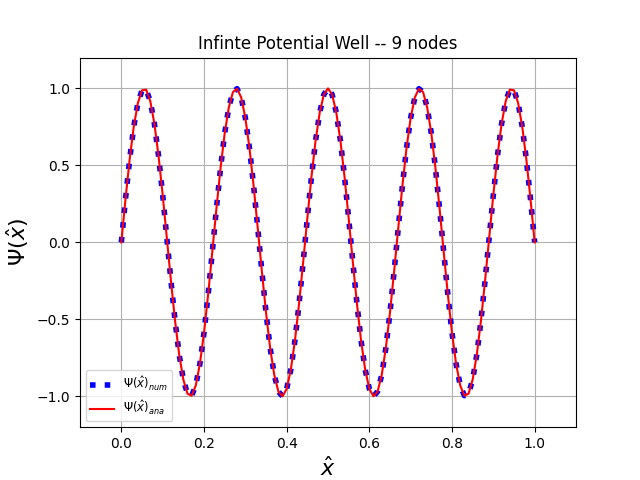 Infinte Potential Well -- 9 nodes
1.0
0.5
0.0
−0.5
−1.0
Ψ(x̂)
Ψ(x̂)num
Ψ(x̂)ana
0.0 0.2 0.4 0.6 0.8 1.0
x̂